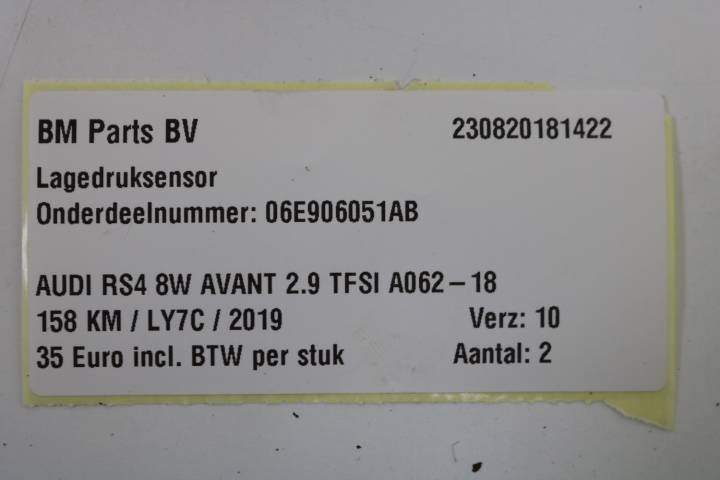 BM Parts BV 230820181422
Lagedruksensor
Onderdeelnummer: 06E906051AB
AUDI RS4 8W AVANT 2.9 TFSI A062-18
158 KM / LY7C / 2019 Verz: 10
35 Euro incl. BTW per stuk Aantal: 2